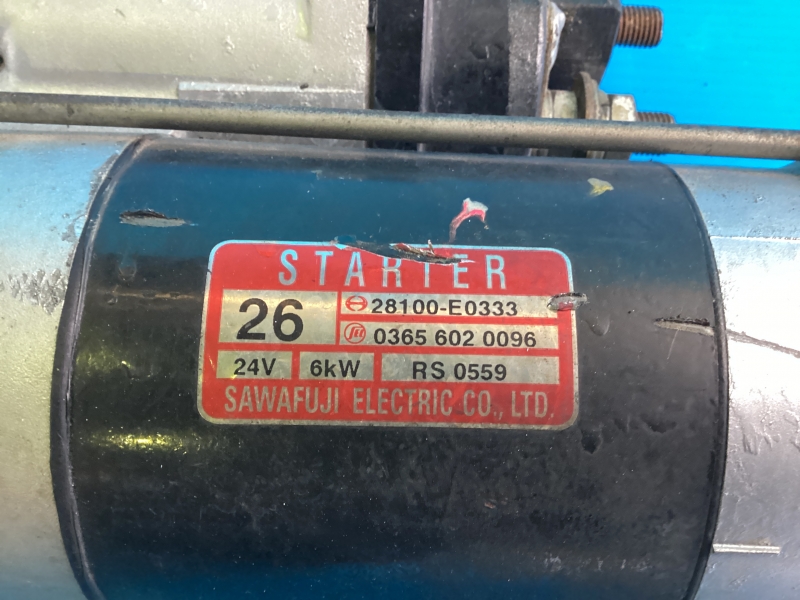 STARTER
26
28100-E0333
0365 602 0096
24V 6kW RS 0559
SAWAFUJI ELECTRIC CO., LTD.